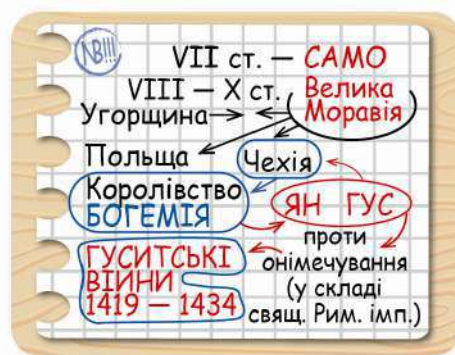 NB!!!
VII ст. — САМО
VIII — X ст. Велика
Угорщина Моравія
Польща Чехія
Королівство
БОГЕМІЯ
ЯН ГУС
проти
онімечування
(у складі
свящ. Рим. імп.)
ГУСИТСЬКІ
ВІЙНИ
1419 — 1434